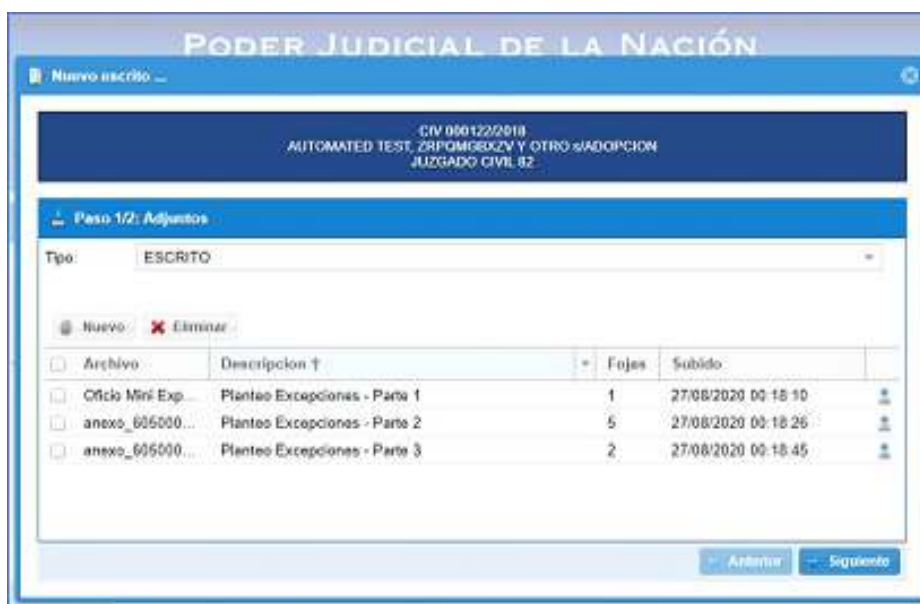 PODER JUDICIAL DE LA NACIÓN
Nuevo escrito ...
CIV 000122/2018
AUTOMATED TEST, ZRPQMGBXZV Y OTRO s/ADOPCION
JUZGADO CIVIL 82
Paso 1/2: Adjuntos
Tipo: ESCRITO
Nuevo Eliminar
Archivo Descripcion ↑ Fojas Subido
Oficio Mini Exp... Planteo Excepciones - Parte 1 1 27/08/2020 00:18:10
anexo_605000... Planteo Excepciones - Parte 2 5 27/08/2020 00:18:26
anexo_605000... Planteo Excepciones - Parte 3 2 27/08/2020 00:18:45
Anterior Siguiente